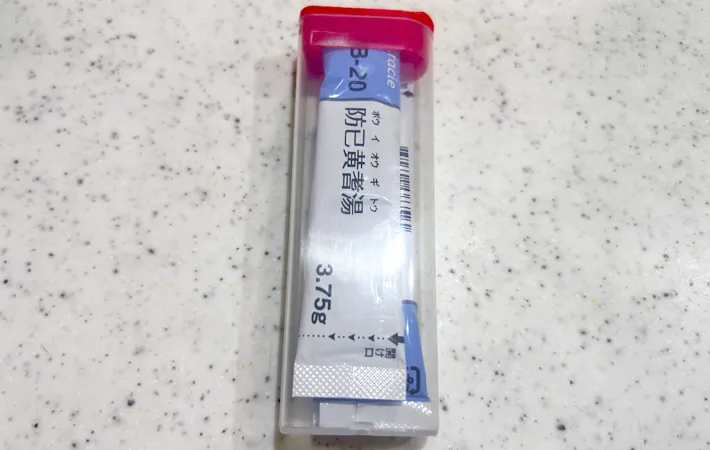 racie
B-20
ボウ イ オウ ギ トウ
防已黄耆湯
3.75g
開け口